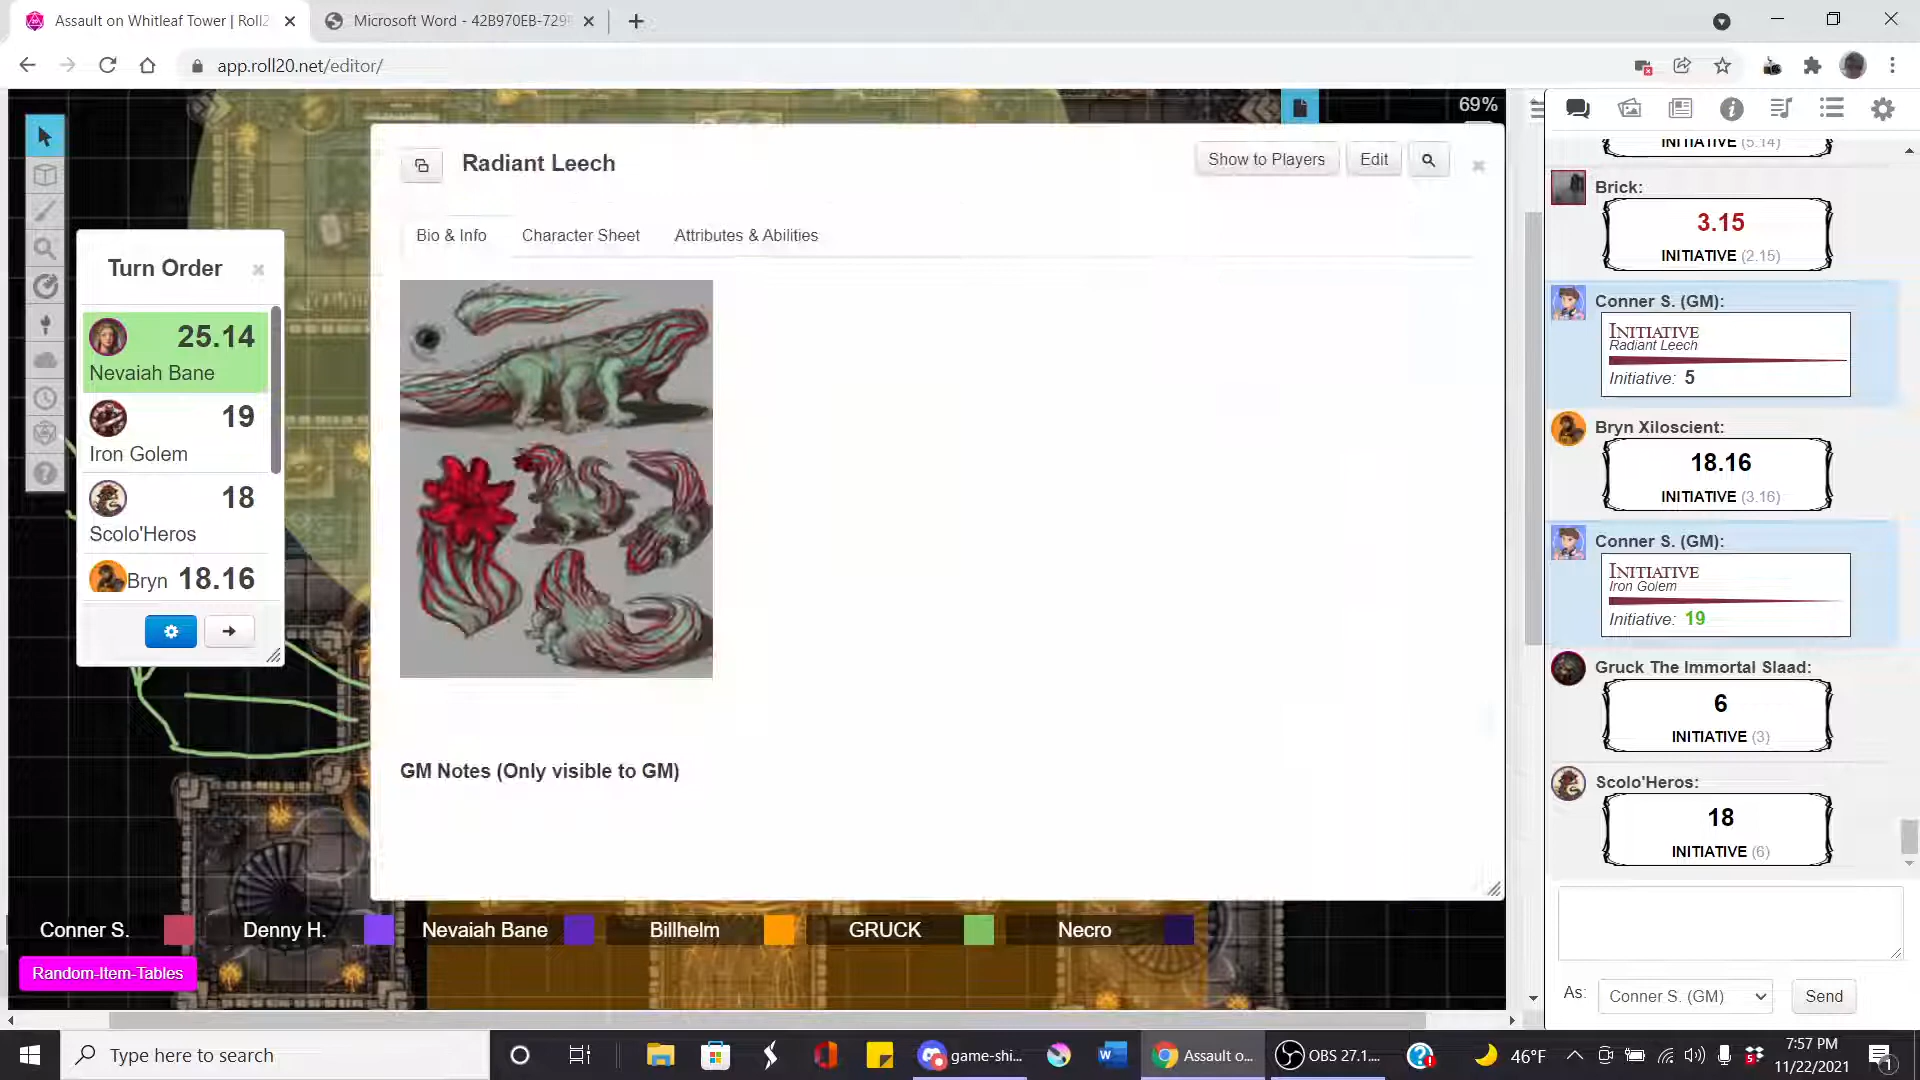 Assault on Whitleaf Tower | Roll2
Microsoft Word - 42B970EB-729
app.roll20.net/editor/
69%
Radiant Leech
Show to Players
Edit
Bio & Info
Character Sheet
Attributes & Abilities
GM Notes (Only visible to GM)
Turn Order
25.14
Nevaiah Bane
19
Iron Golem
18
Scolo'Heros
Bryn 18.16
INITIATIVE (5.14)
Brick:
3.15
INITIATIVE (2.15)
Conner S. (GM):
INITIATIVE
Radiant Leech
Initiative: 5
Bryn Xiloscient:
18.16
INITIATIVE (3.16)
Conner S. (GM):
INITIATIVE
Iron Golem
Initiative: 19
Gruck The Immortal Slaad:
6
INITIATIVE (3)
Scolo'Heros:
18
INITIATIVE (6)
As:
Conner S. (GM)
Send
Conner S.
Denny H.
Nevaiah Bane
Billhelm
GRUCK
Necro
Random-Item-Tables
Type here to search
game-shi...
Assault o...
OBS 27.1....
46°F
7:57 PM
11/22/2021
1